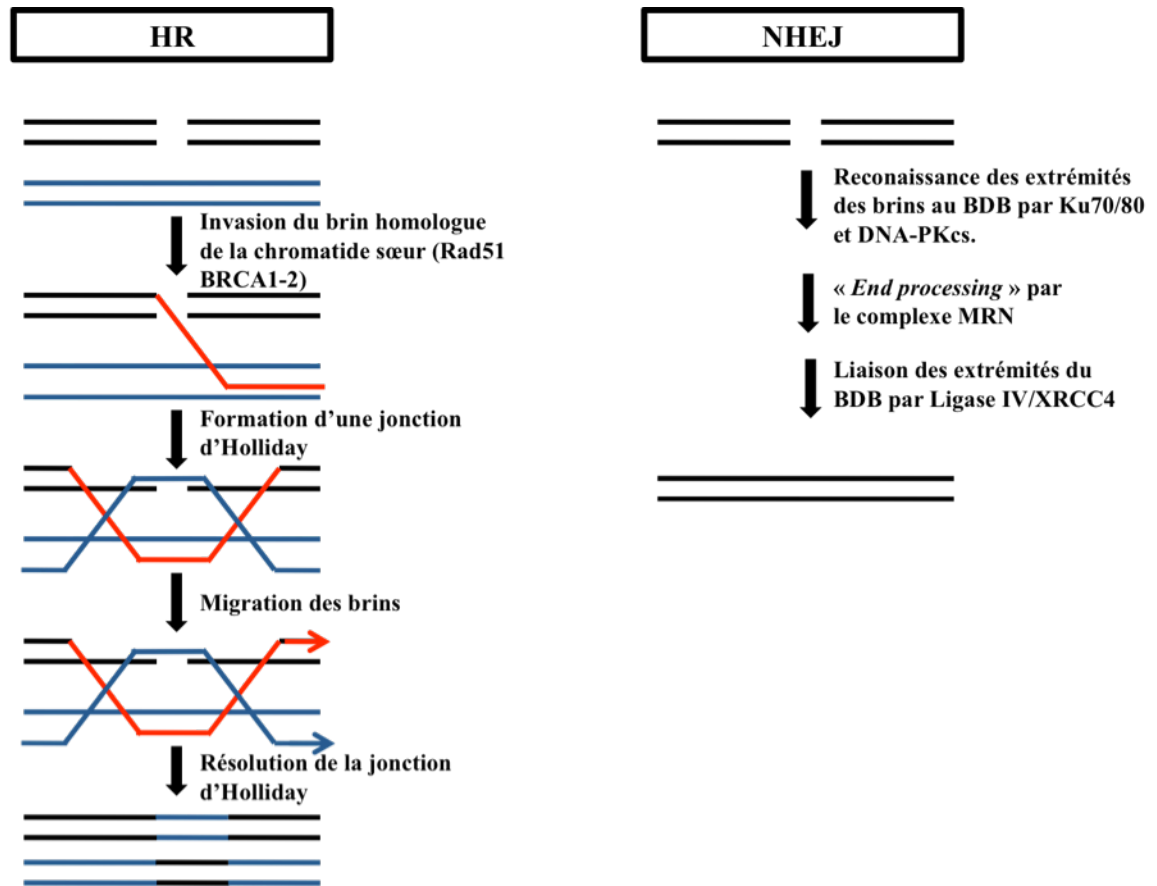 HR
Invasion du brin homologue
de la chromatide sœur (Rad51
BRCA1-2)
Formation d'une jonction
d'Holliday
Migration des brins
Résolution de la jonction
d'Holliday
NHEJ
Reconaissance des extrémités
des brins au BDB par Ku70/80
et DNA-PKcs.
« End processing » par
le complexe MRN
Liaison des extrémités du
BDB par Ligase IV/XRCC4